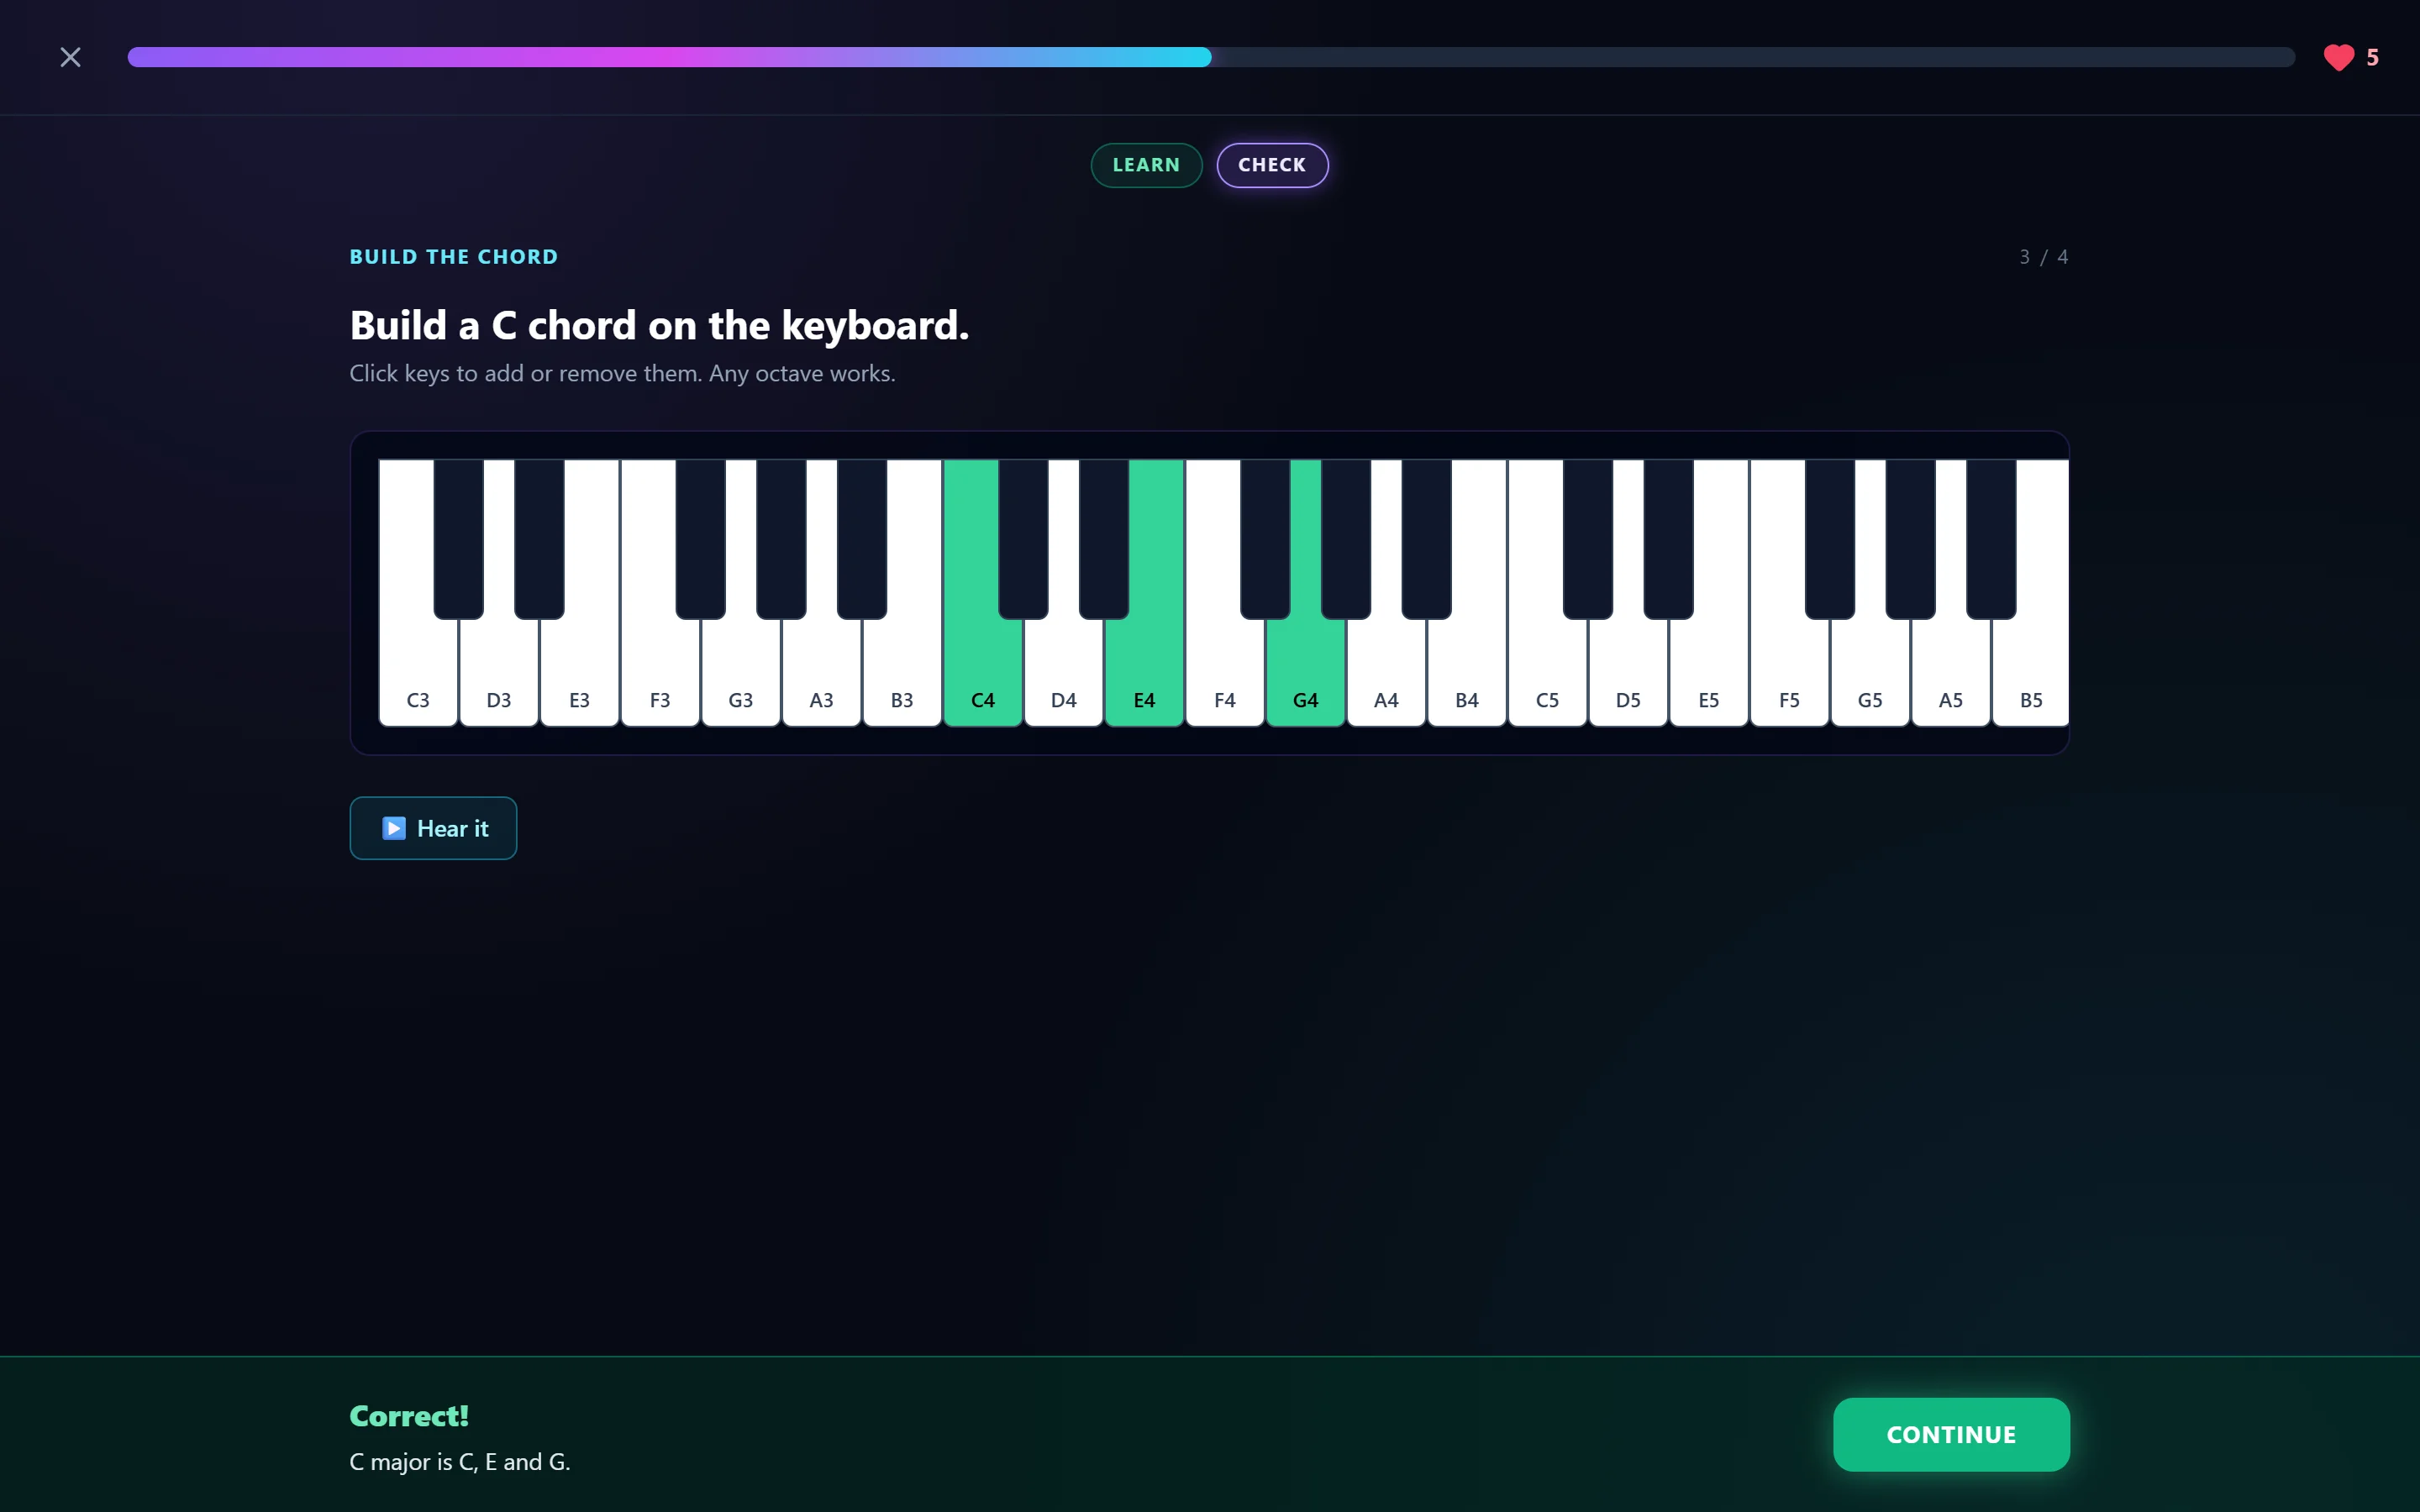 5
LEARN CHECK
BUILD THE CHORD 3 / 4
Build a C chord on the keyboard.
Click keys to add or remove them. Any octave works.
C3 D3 E3 F3 G3 A3 B3 C4 D4 E4 F4 G4 A4 B4 C5 D5 E5 F5 G5 A5 B5
Hear it
Correct!
C major is C, E and G.
CONTINUE